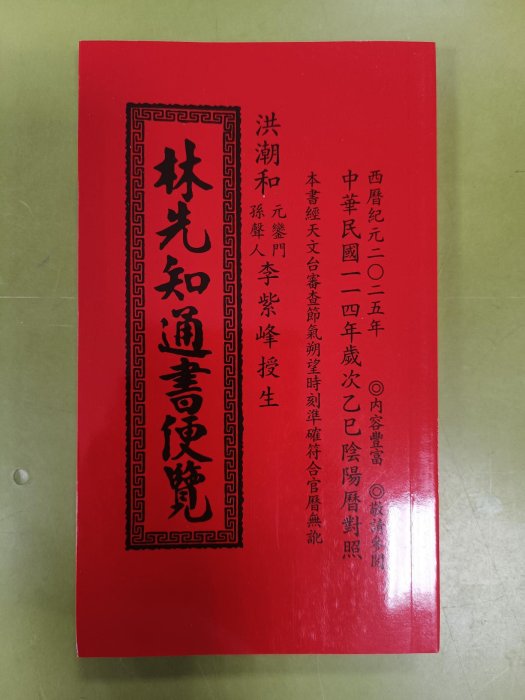 西曆紀元二〇二五年 ◎内容豐富 ◎敬請參閱
中華民國一一四年歲次乙巳陰陽曆對照
本書經天文台審查節氣朔望時刻準確符合官曆無訛
洪潮和 元鑾門 孫聲人 李紫峰授生
林先知通書便覽